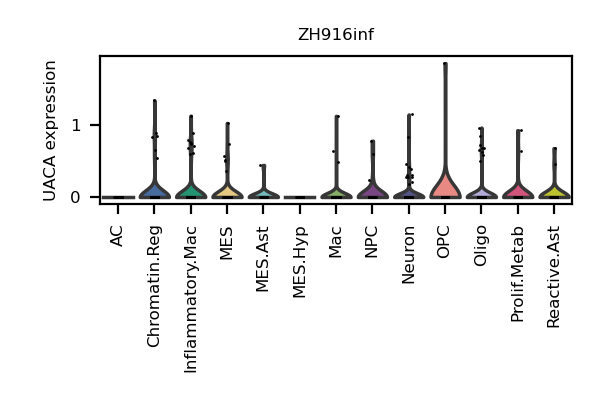 ZH916inf
UACA expression
1
0
AC
Chromatin.Reg
Inflammatory.Mac
MES
MES.Ast
MES.Hyp
Mac
NPC
Neuron
OPC
Oligo
Prolif.Metab
Reactive.Ast